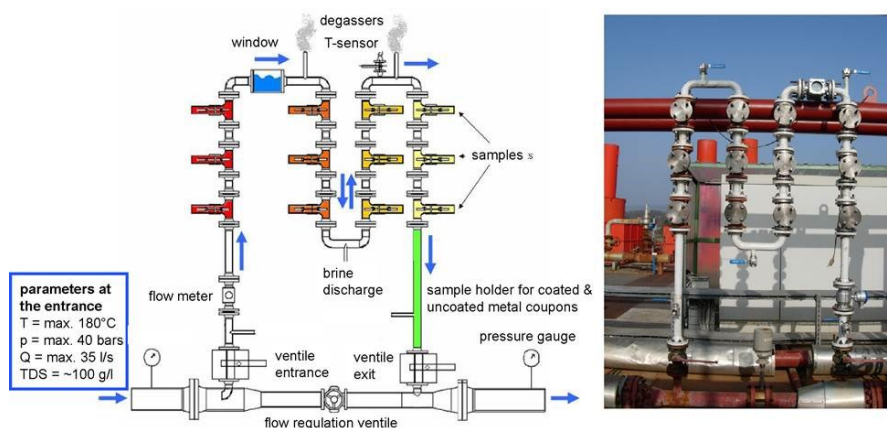 degassers
window
T-sensor
samples s
brine
discharge
sample holder for coated &
uncoated metal coupons
parameters at
the entrance
T = max. 180°C
p = max. 40 bars
Q = max. 35 l/s
TDS = ~100 g/l
flow meter
pressure gauge
ventile
entrance
ventile
exit
flow regulation ventile